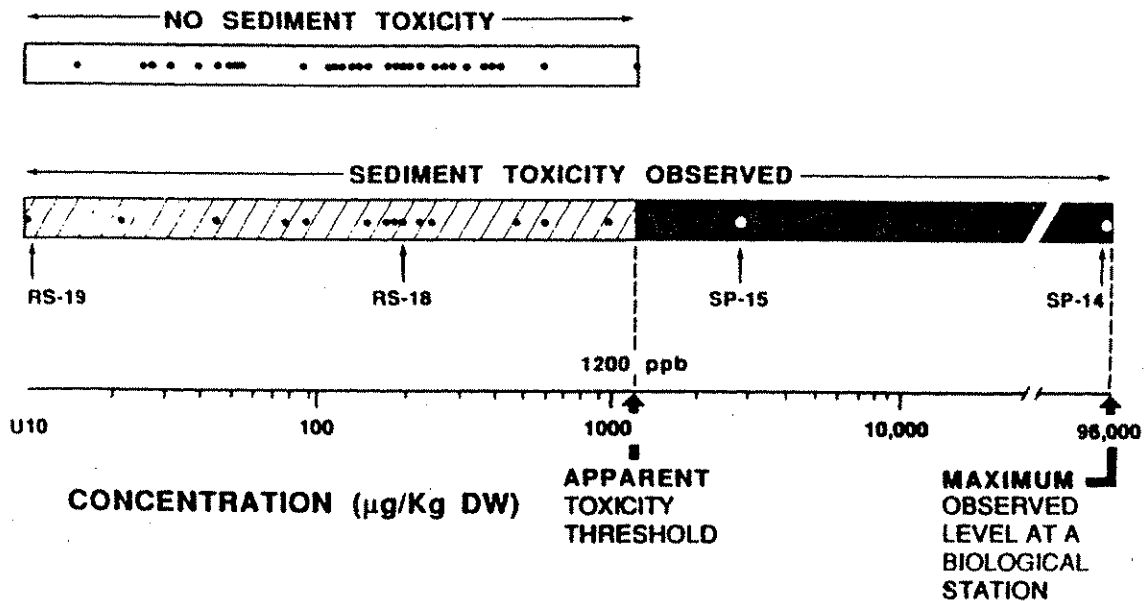 NO SEDIMENT TOXICITY
SEDIMENT TOXICITY OBSERVED
RS-19
RS-18
SP-15
SP-14
1200 ppb
U10
100
1000
10,000
96,000
CONCENTRATION (µg/Kg DW)
APPARENT
TOXICITY
THRESHOLD
MAXIMUM
OBSERVED
LEVEL AT A
BIOLOGICAL
STATION